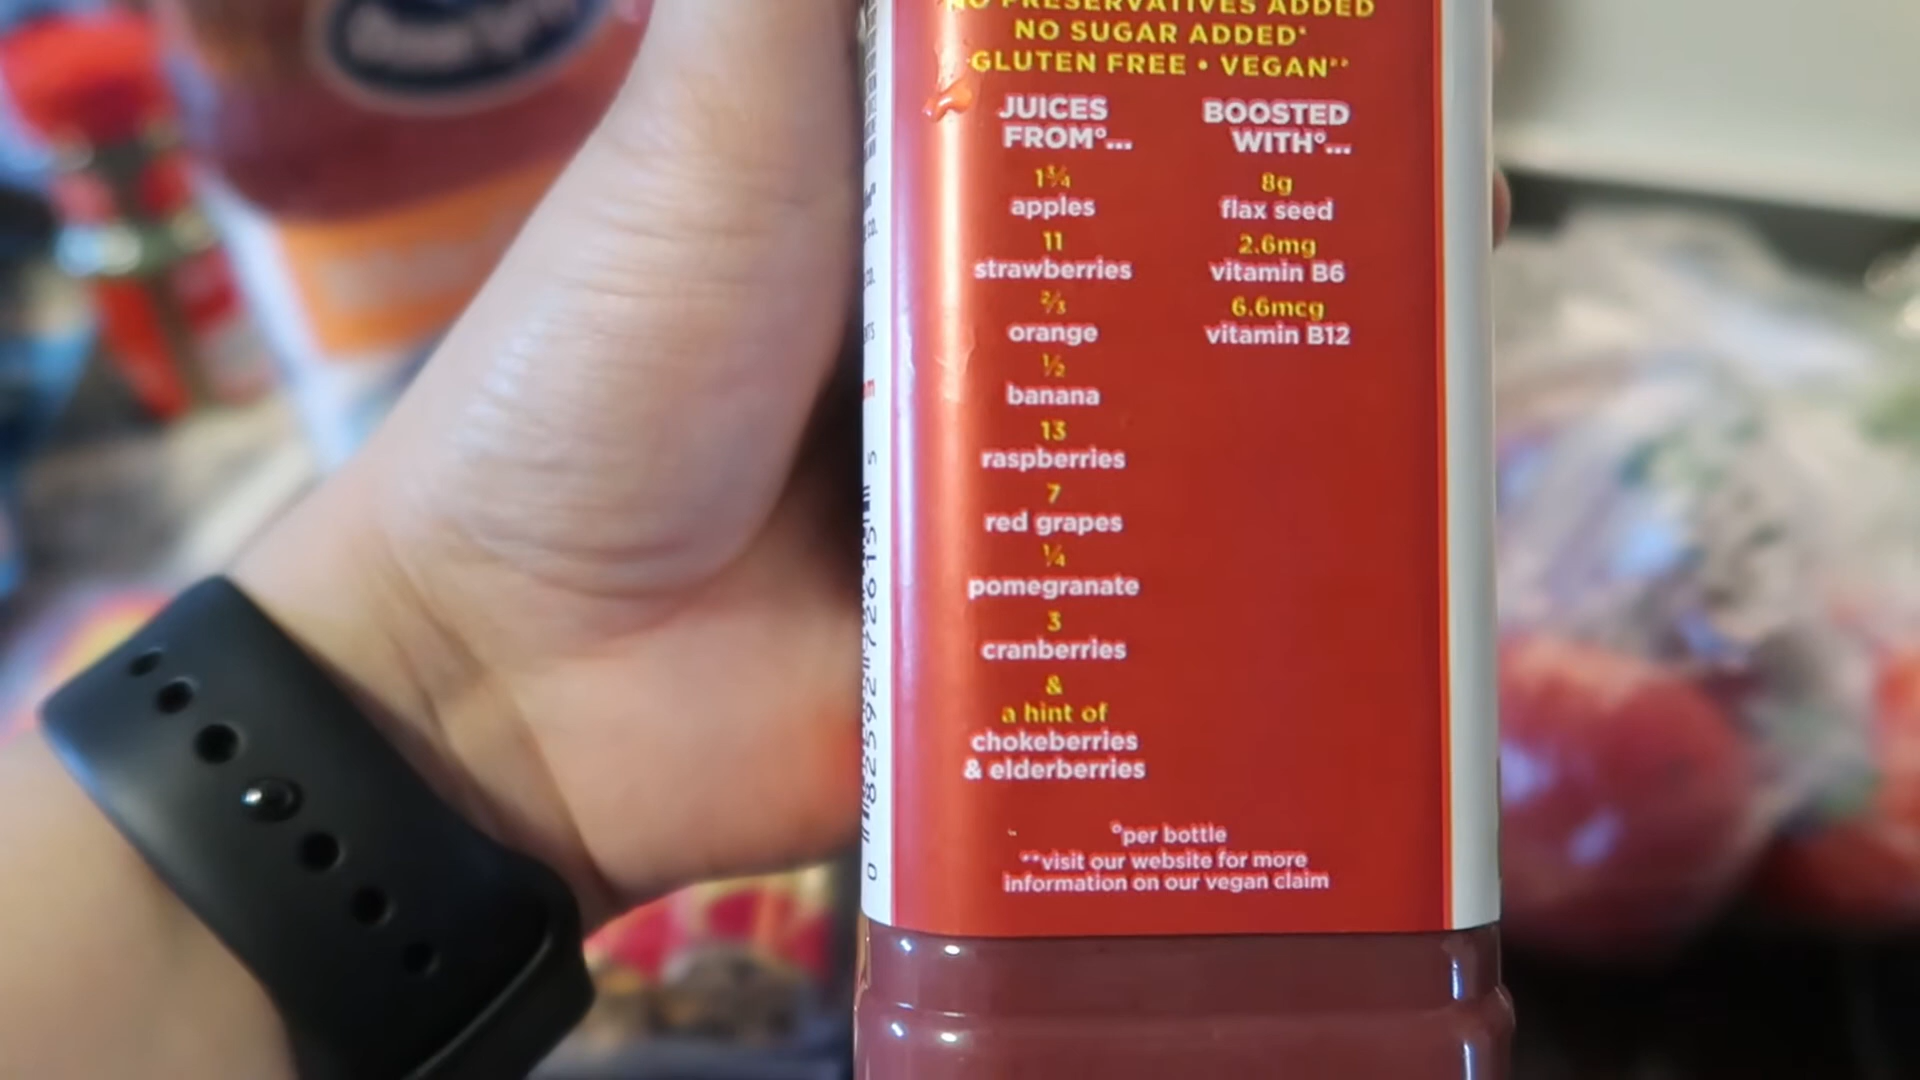 NO PRESERVATIVES ADDED
NO SUGAR ADDED*
GLUTEN FREE • VEGAN**
JUICES
FROM°...
1¾
apples
11
strawberries
⅔
orange
½
banana
13
raspberries
7
red grapes
¼
pomegranate
3
cranberries
&
a hint of
chokeberries
& elderberries
BOOSTED
WITH°...
8g
flax seed
2.6mg
vitamin B6
6.6mcg
vitamin B12
°per bottle
**visit our website for more
information on our vegan claim